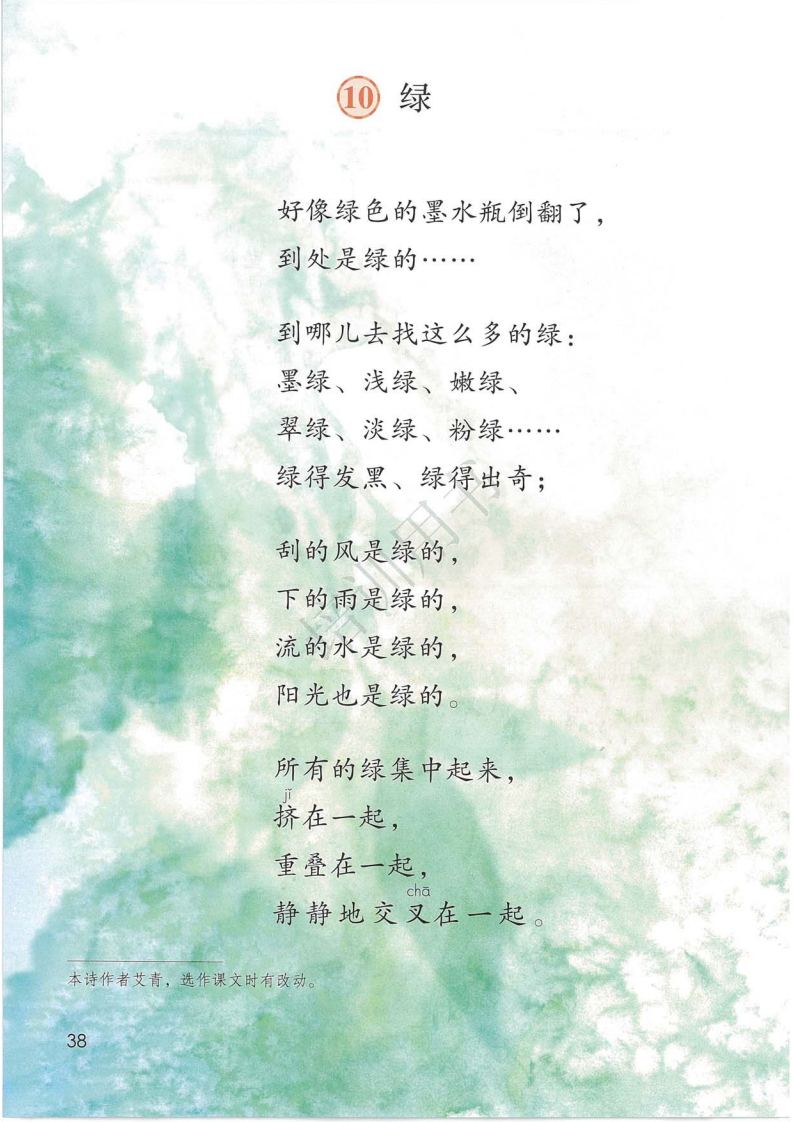 10 绿
好像绿色的墨水瓶倒翻了，
到处是绿的……
到哪儿去找这么多的绿：
墨绿、浅绿、嫩绿、
翠绿、淡绿、粉绿……
绿得发黑、绿得出奇；
刮的风是绿的，
下的雨是绿的，
流的水是绿的，
阳光也是绿的。
所有的绿集中起来，
jǐ
挤在一起，
重叠在一起，
chā
静静地交叉在一起。
本诗作者艾青，选作课文时有改动。
38
培训用书